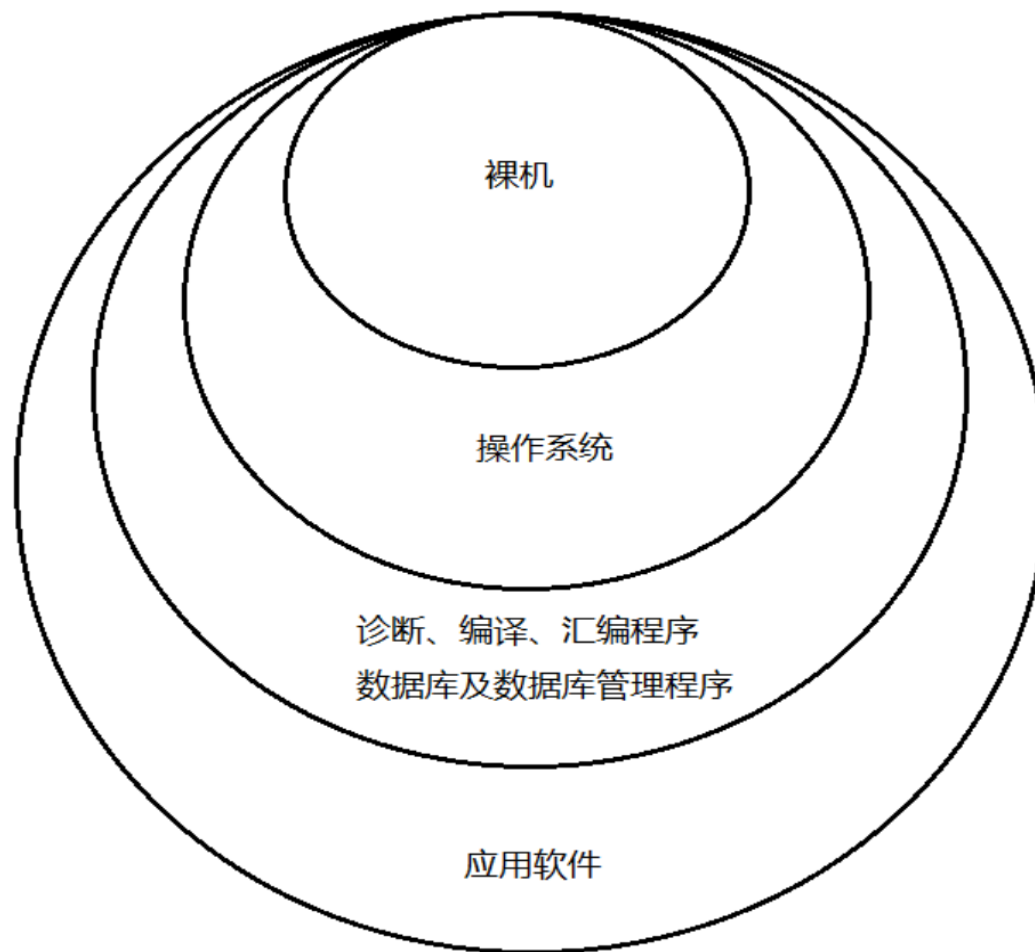 裸机
操作系统
诊断、编译、汇编程序
数据库及数据库管理程序
应用软件